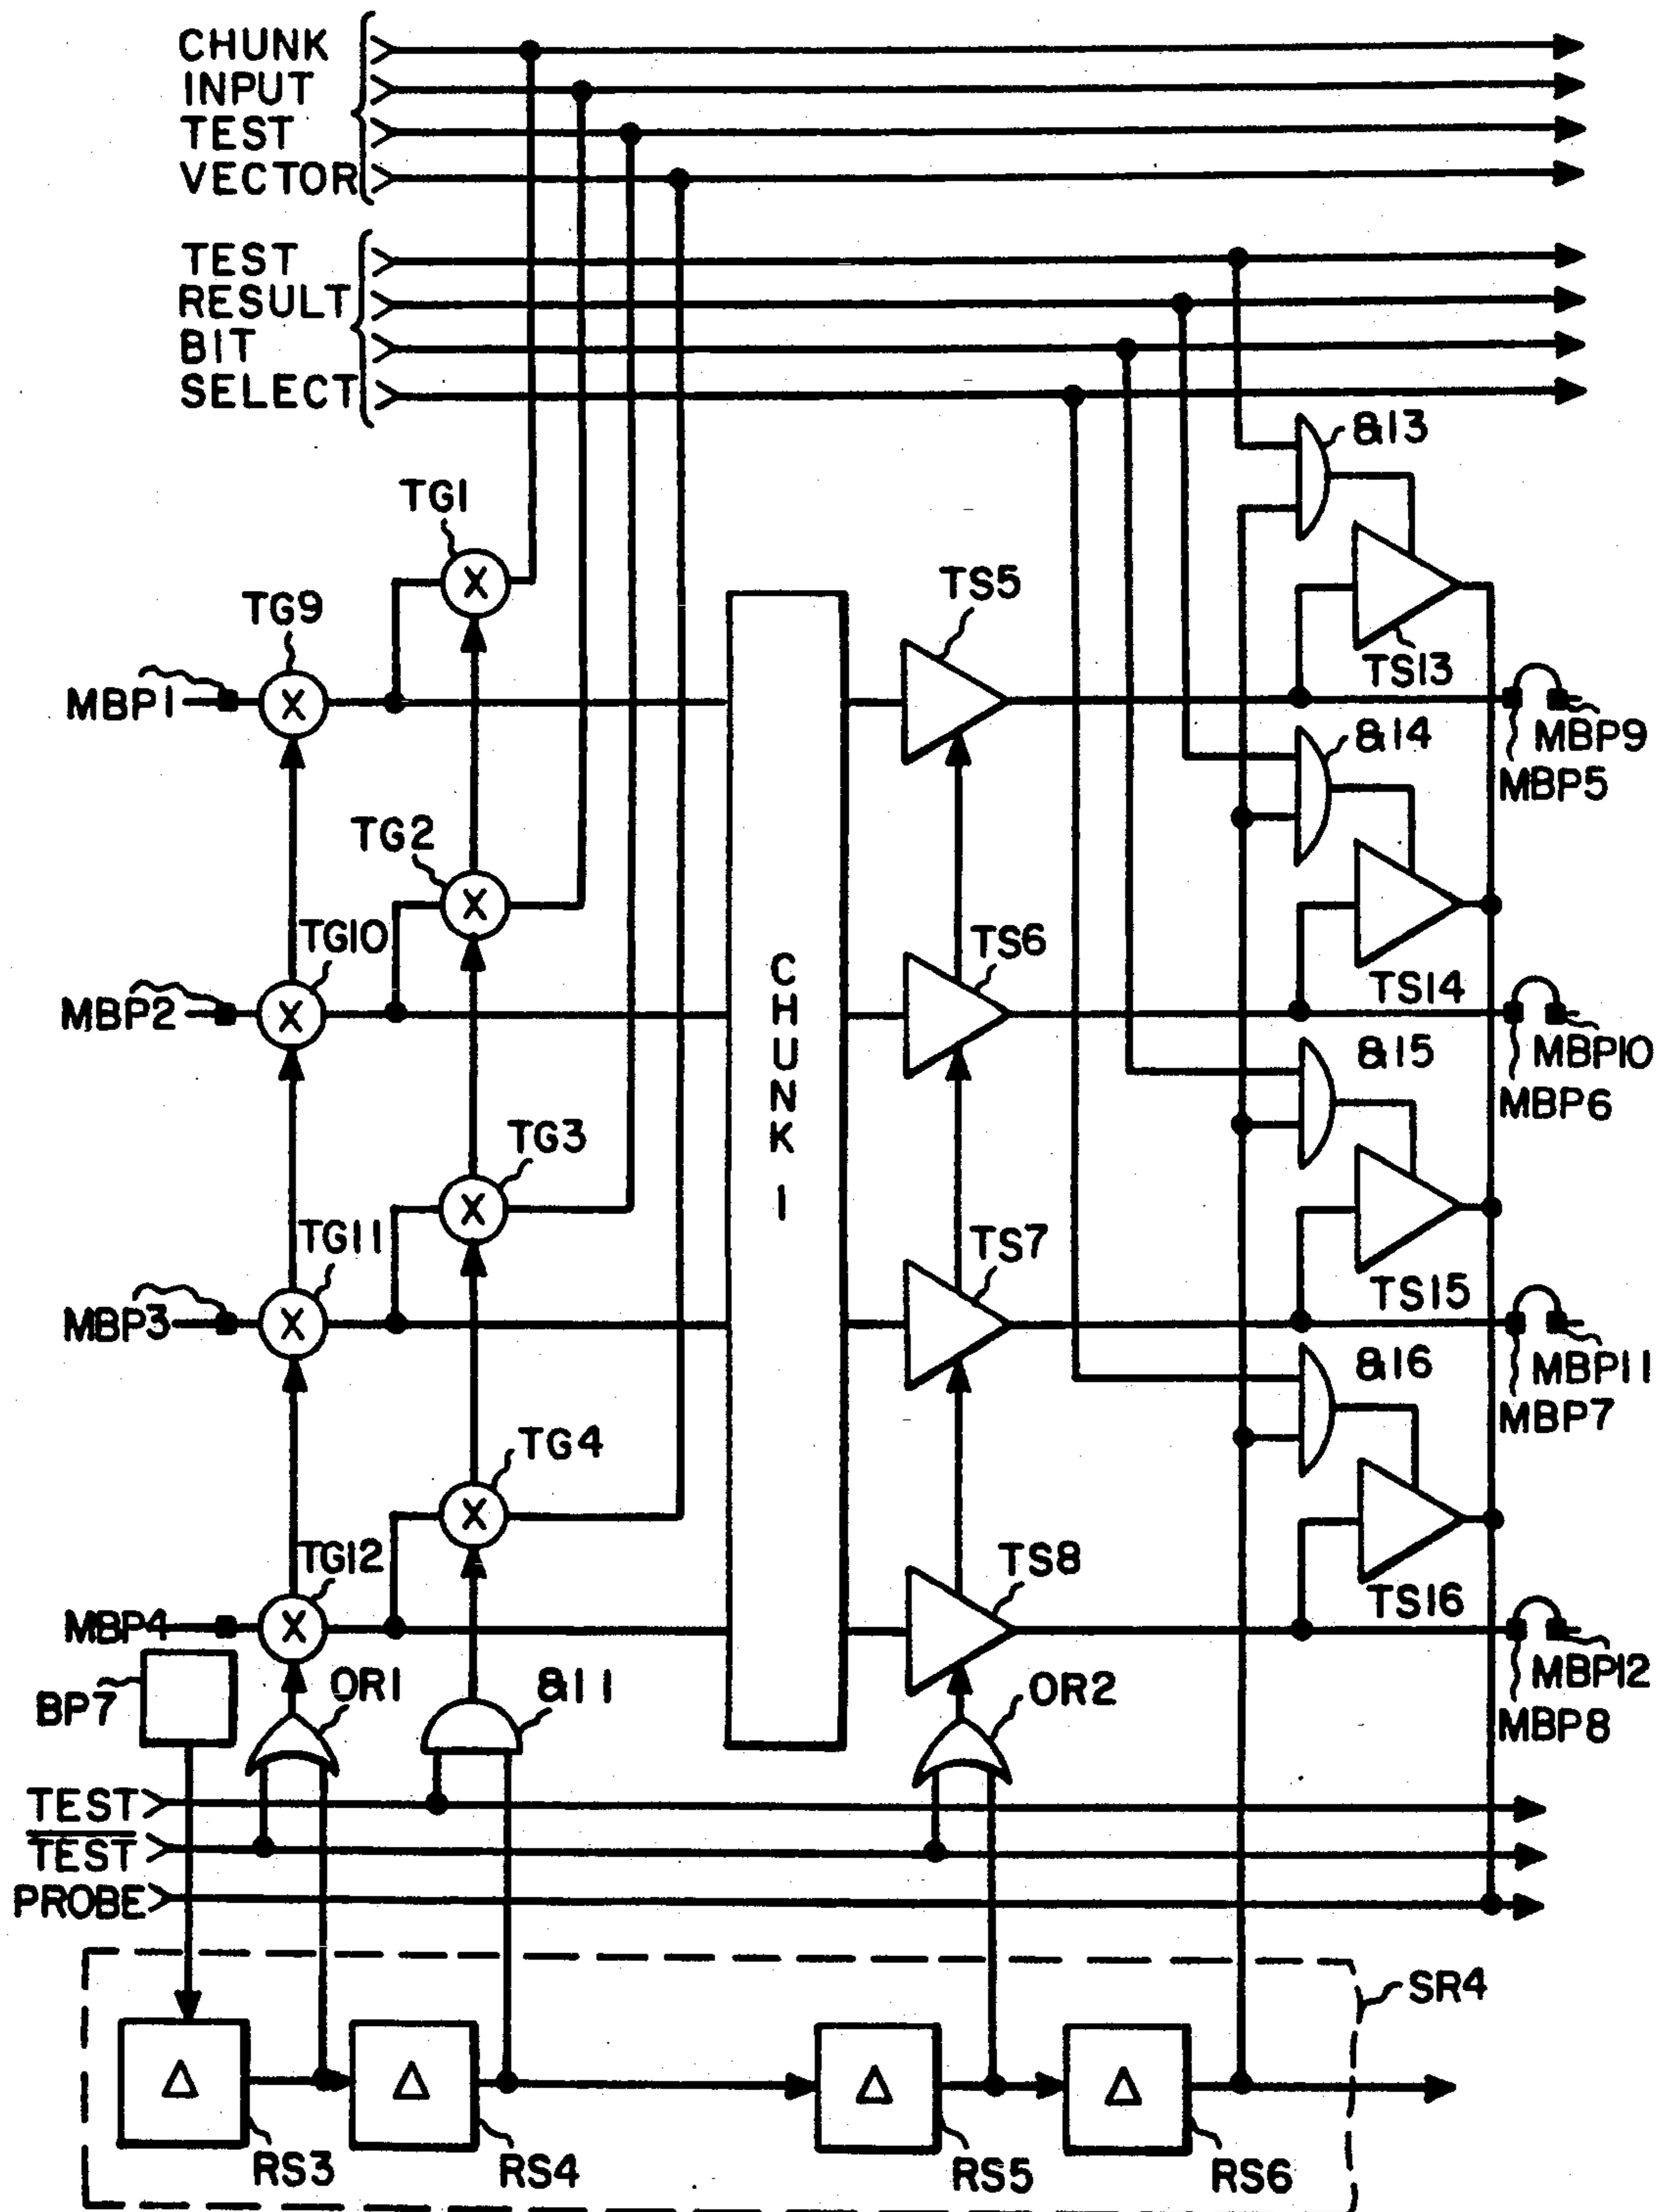 CHUNK
INPUT
TEST
VECTOR
TEST
RESULT
BIT
SELECT
&13
TG1
TS5
TG9
TS13
MBP1
MBP9
&14
MBP5
TG2
TG10
TS6
TS14
MBP2
CHUNK 1
&15
MBP10
MBP6
TG3
TG11
TS7
TS15
MBP3
&16
MBP11
MBP7
TG4
TG12
TS8
TS16
MBP4
MBP12
BP7
OR1
&11
OR2
MBP8
TEST
TEST
PROBE
SR4
Δ
Δ
Δ
Δ
RS3
RS4
RS5
RS6
X
X
X
X
X
X
X
X